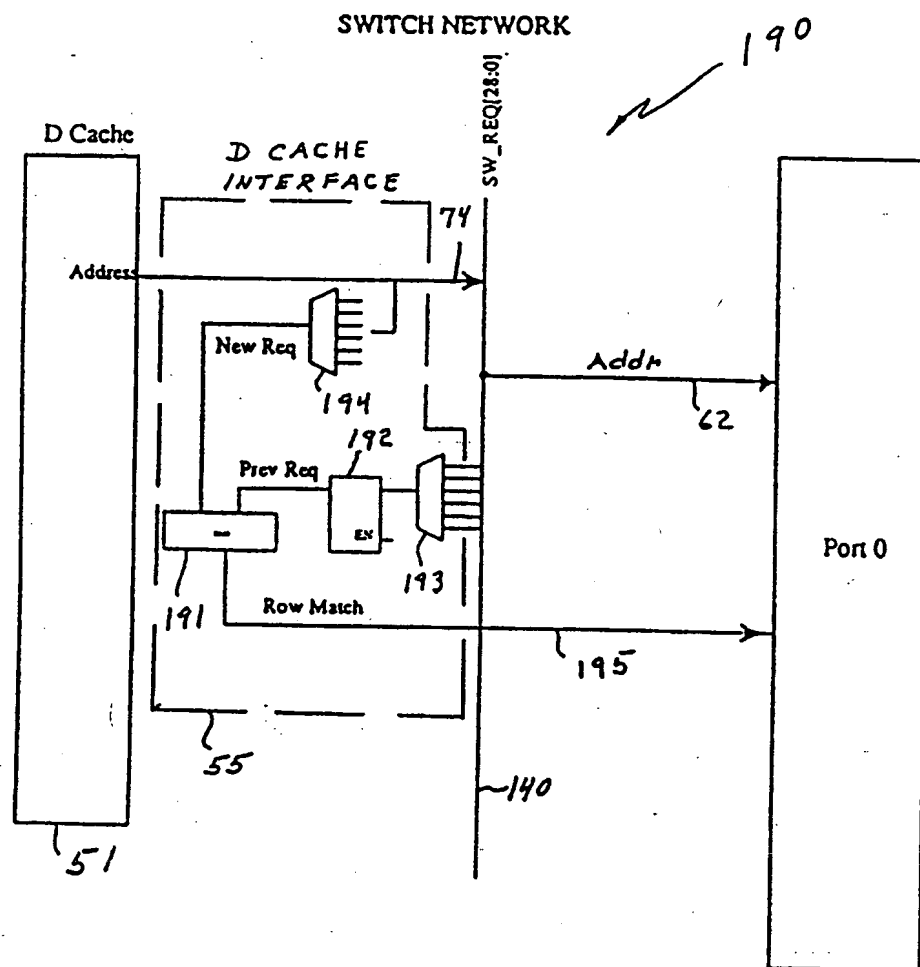 SWITCH NETWORK
190
SW_REQ[28:0]
D Cache
D CACHE
INTERFACE
74
Address
New Req
194
Addr
62
192
Prev Req
EN
193
191
Port 0
Row Match
195
55
140
51